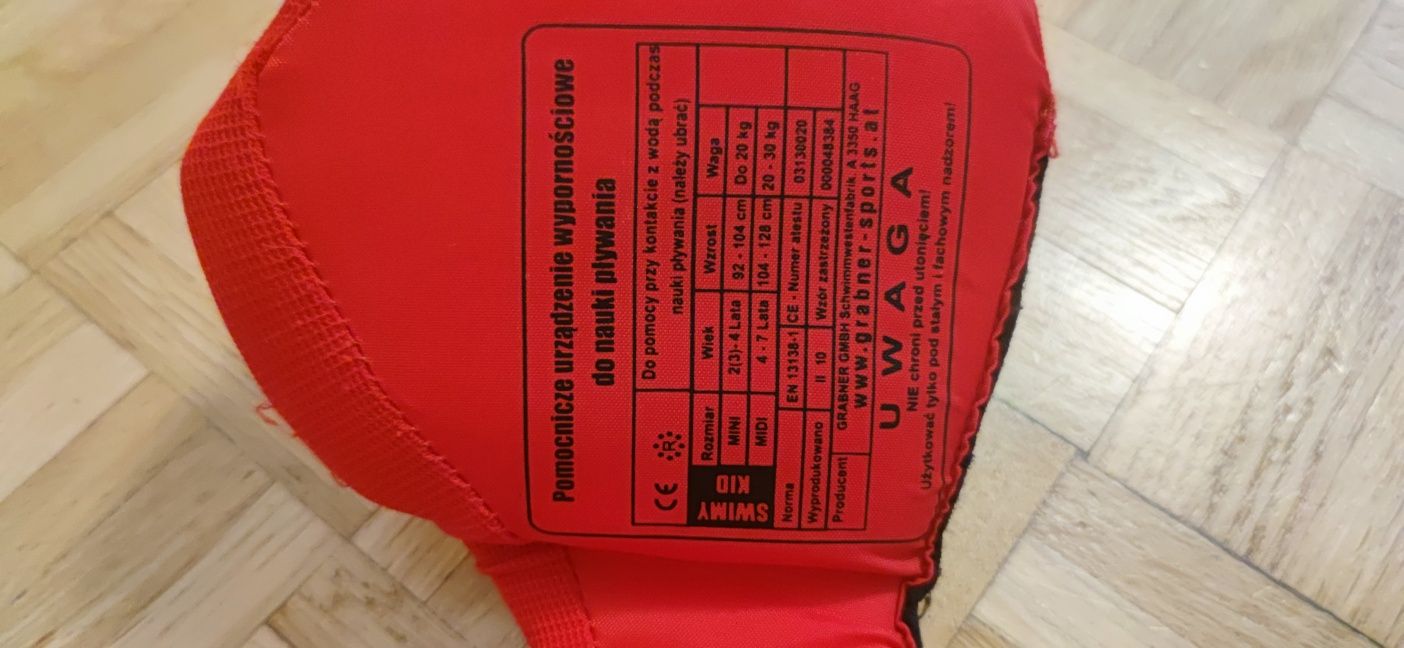 Pomocnicze urządzenie wypornościowe
do nauki pływania
CE R Do pomocy przy kontakcie z wodą podczas
nauki pływania (należy ubrać)
SWIMY KID
Rozmiar Wiek Wzrost Waga
MINI 2(3)- 4 Lata 92 - 104 cm Do 20 kg
MIDI 4 - 7 Lata 104 - 128 cm 20 - 30 kg
Norma EN 13138-1 CE - Numer atestu 03130020
Wyprodukowano II 10 Wzór zastrzeżony 000048384
Producent GRABNER GMBH Schwimmwestenfabrik A 3350 HAAG
www.grabner-sports.at
UWAGA
NIE chroni przed utonięciem!
Użytkować tylko pod stałym i fachowym nadzorem!